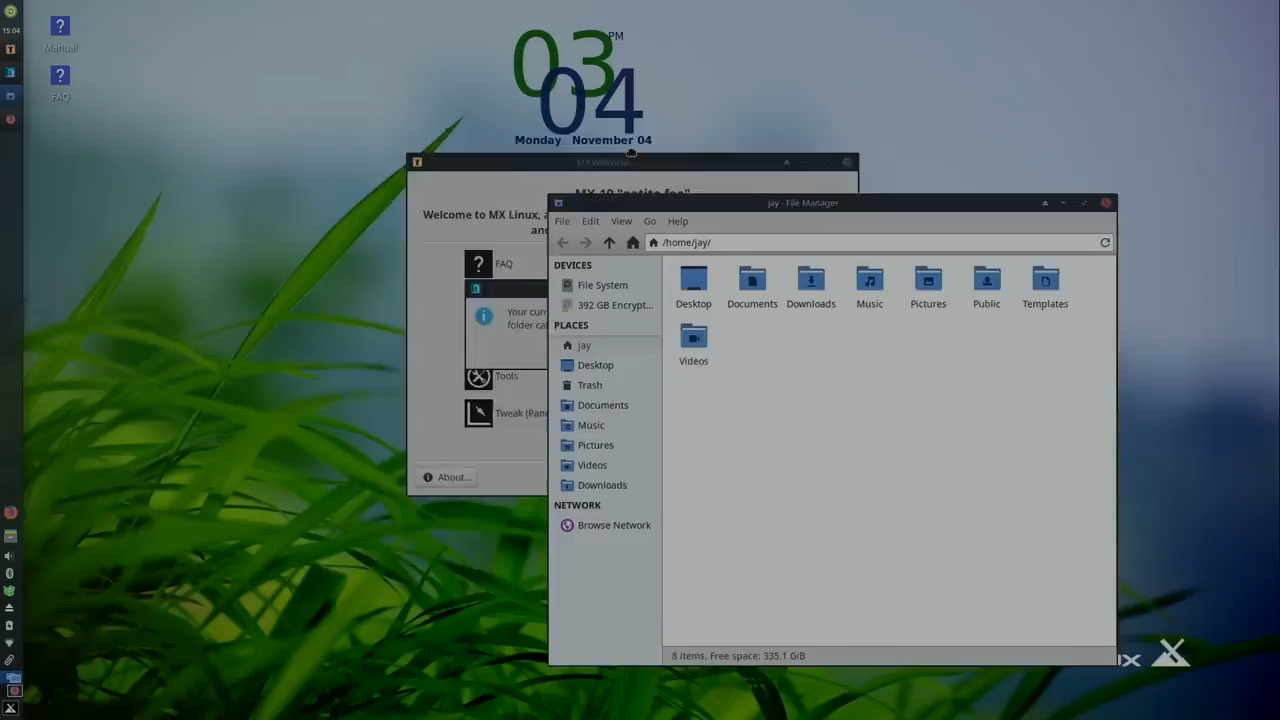 15:04
Manual
FAQ
03 PM
04
Monday November 04
MX Welcome
MX-19 "patito feo"
Welcome to MX Linux, a
and
FAQ
Your curr
folder ca
Tools
Tweak (Pane
About...
jay - File Manager
File Edit View Go Help
/home/jay/
DEVICES
File System
392 GB Encrypt...
PLACES
jay
Desktop
Trash
Documents
Music
Pictures
Videos
Downloads
NETWORK
Browse Network
Desktop Documents Downloads Music Pictures Public Templates
Videos
8 items. Free space: 335.1 GiB